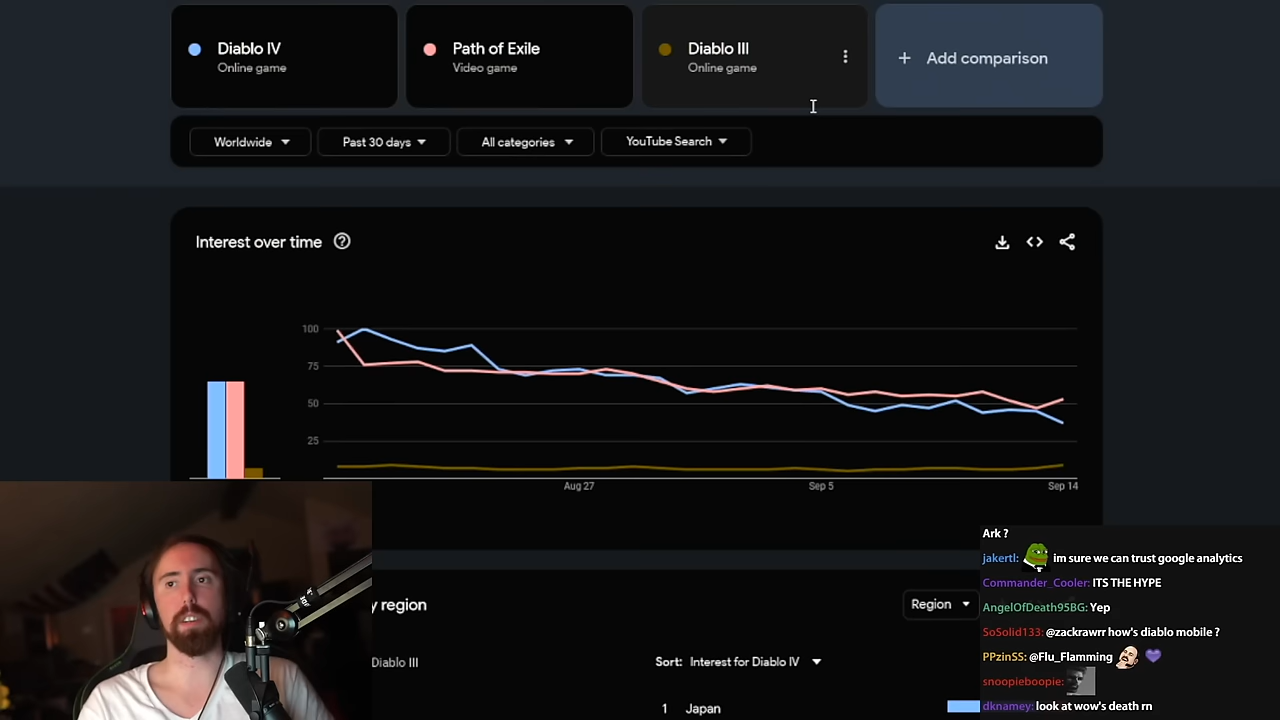 Diablo IV
Online game
Path of Exile
Video game
Diablo III
Online game
+ Add comparison
Worldwide
Past 30 days
All categories
YouTube Search
Interest over time
100
75
50
25
Aug 27
Sep 5
Sep 14
y region
Region
Diablo III
Sort: Interest for Diablo IV
1 Japan
Ark ?
jakertl: im sure we can trust google analytics
Commander_Cooler: ITS THE HYPE
AngelOfDeath95BG: Yep
SoSolid133: @zackrawrr how's diablo mobile ?
PPzinSS: @Flu_Flamming
snoopieboopie:
dknamey: look at wow's death rn